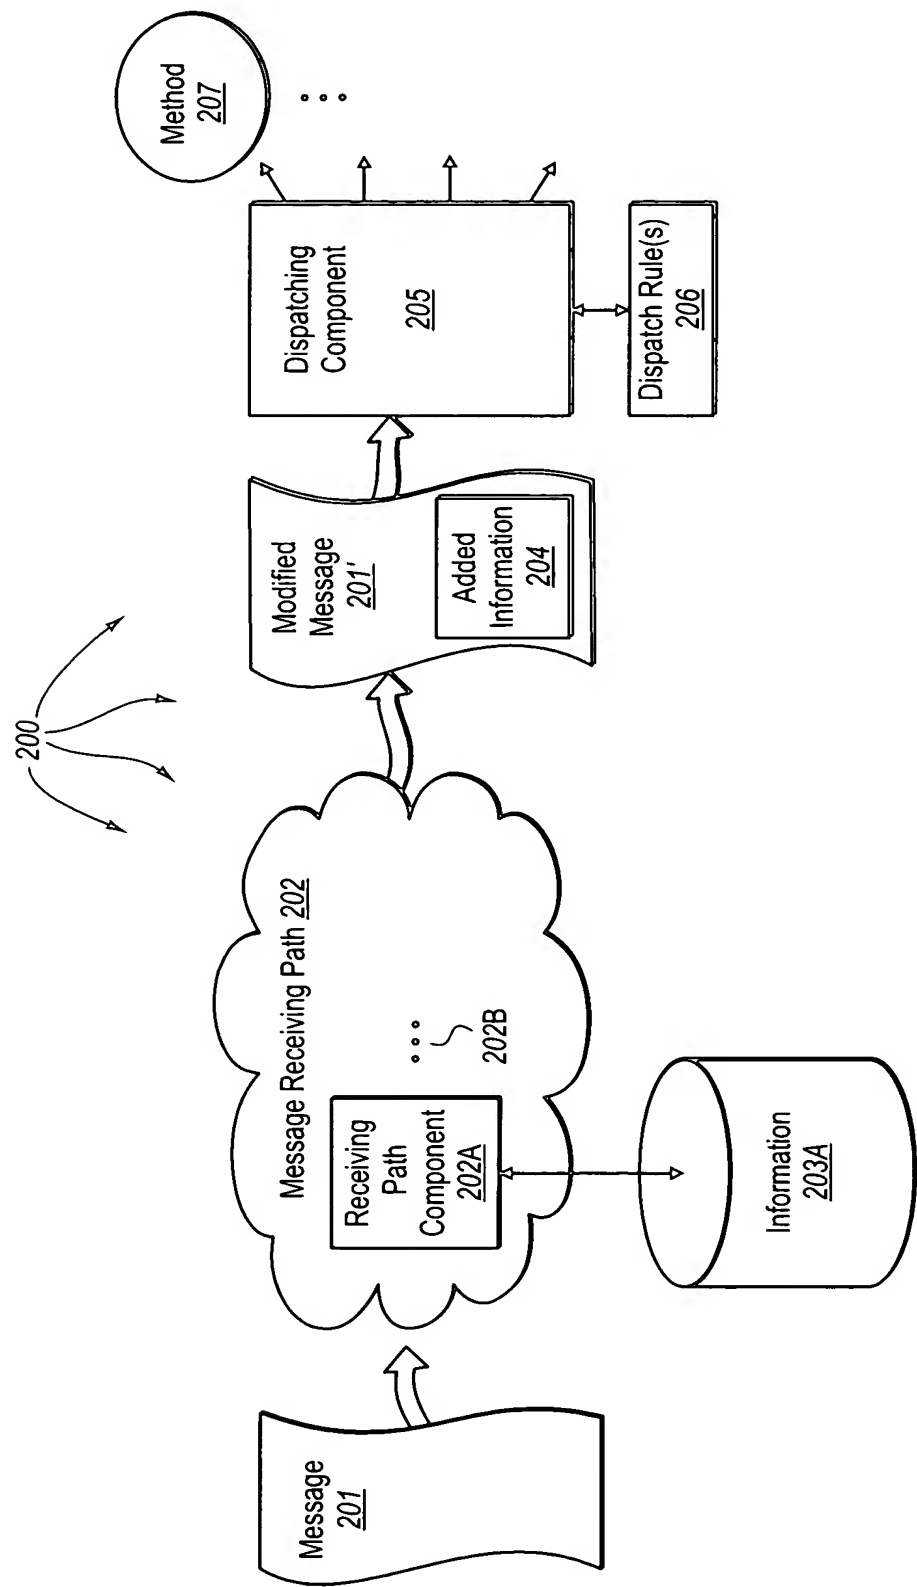 200
Message
201
Message Receiving Path 202
Receiving
Path
Component
202A
202B
Information
203A
Modified
Message
201'
Added
Information
204
Dispatching
Component
205
Dispatch Rule(s)
206
Method
207